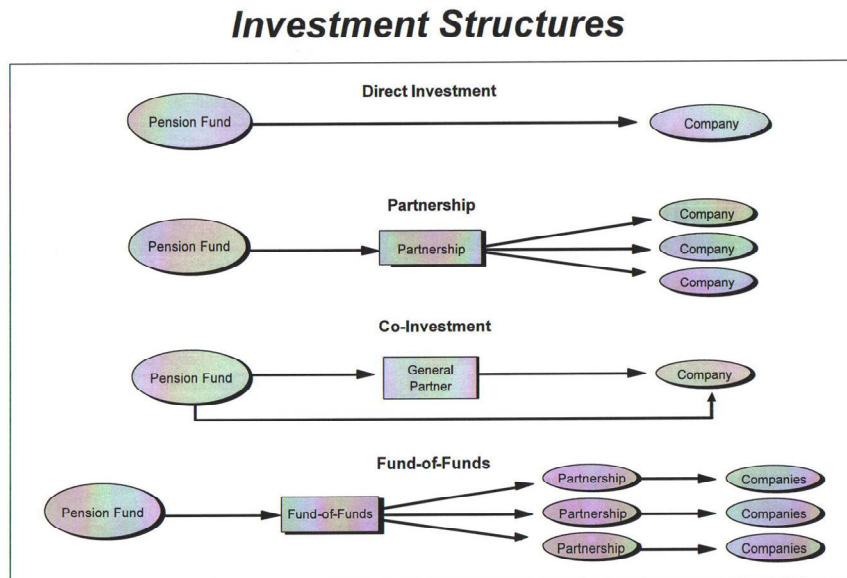 Investment Structures
Direct Investment
Pension Fund
Company
Partnership
Pension Fund
Partnership
Company
Company
Company
Co-Investment
Pension Fund
General
Partner
Company
Fund-of-Funds
Pension Fund
Fund-of-Funds
Partnership
Companies
Partnership
Companies
Partnership
Companies